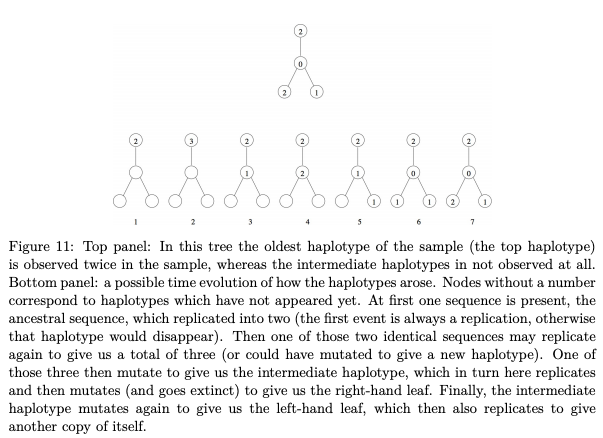 2
0
2 1
2 3 2 2 2 2 2
1 2 1 0 0
1 1 1 2 1
1 2 3 4 5 6 7
Figure 11: Top panel: In this tree the oldest haplotype of the sample (the top haplotype)
is observed twice in the sample, whereas the intermediate haplotypes in not observed at all.
Bottom panel: a possible time evolution of how the haplotypes arose. Nodes without a number
correspond to haplotypes which have not appeared yet. At first one sequence is present, the
ancestral sequence, which replicated into two (the first event is always a replication, otherwise
that haplotype would disappear). Then one of those two identical sequences may replicate
again to give us a total of three (or could have mutated to give a new haplotype). One of
those three then mutate to give us the intermediate haplotype, which in turn here replicates
and then mutates (and goes extinct) to give us the right-hand leaf. Finally, the intermediate
haplotype mutates again to give us the left-hand leaf, which then also replicates to give
another copy of itself.